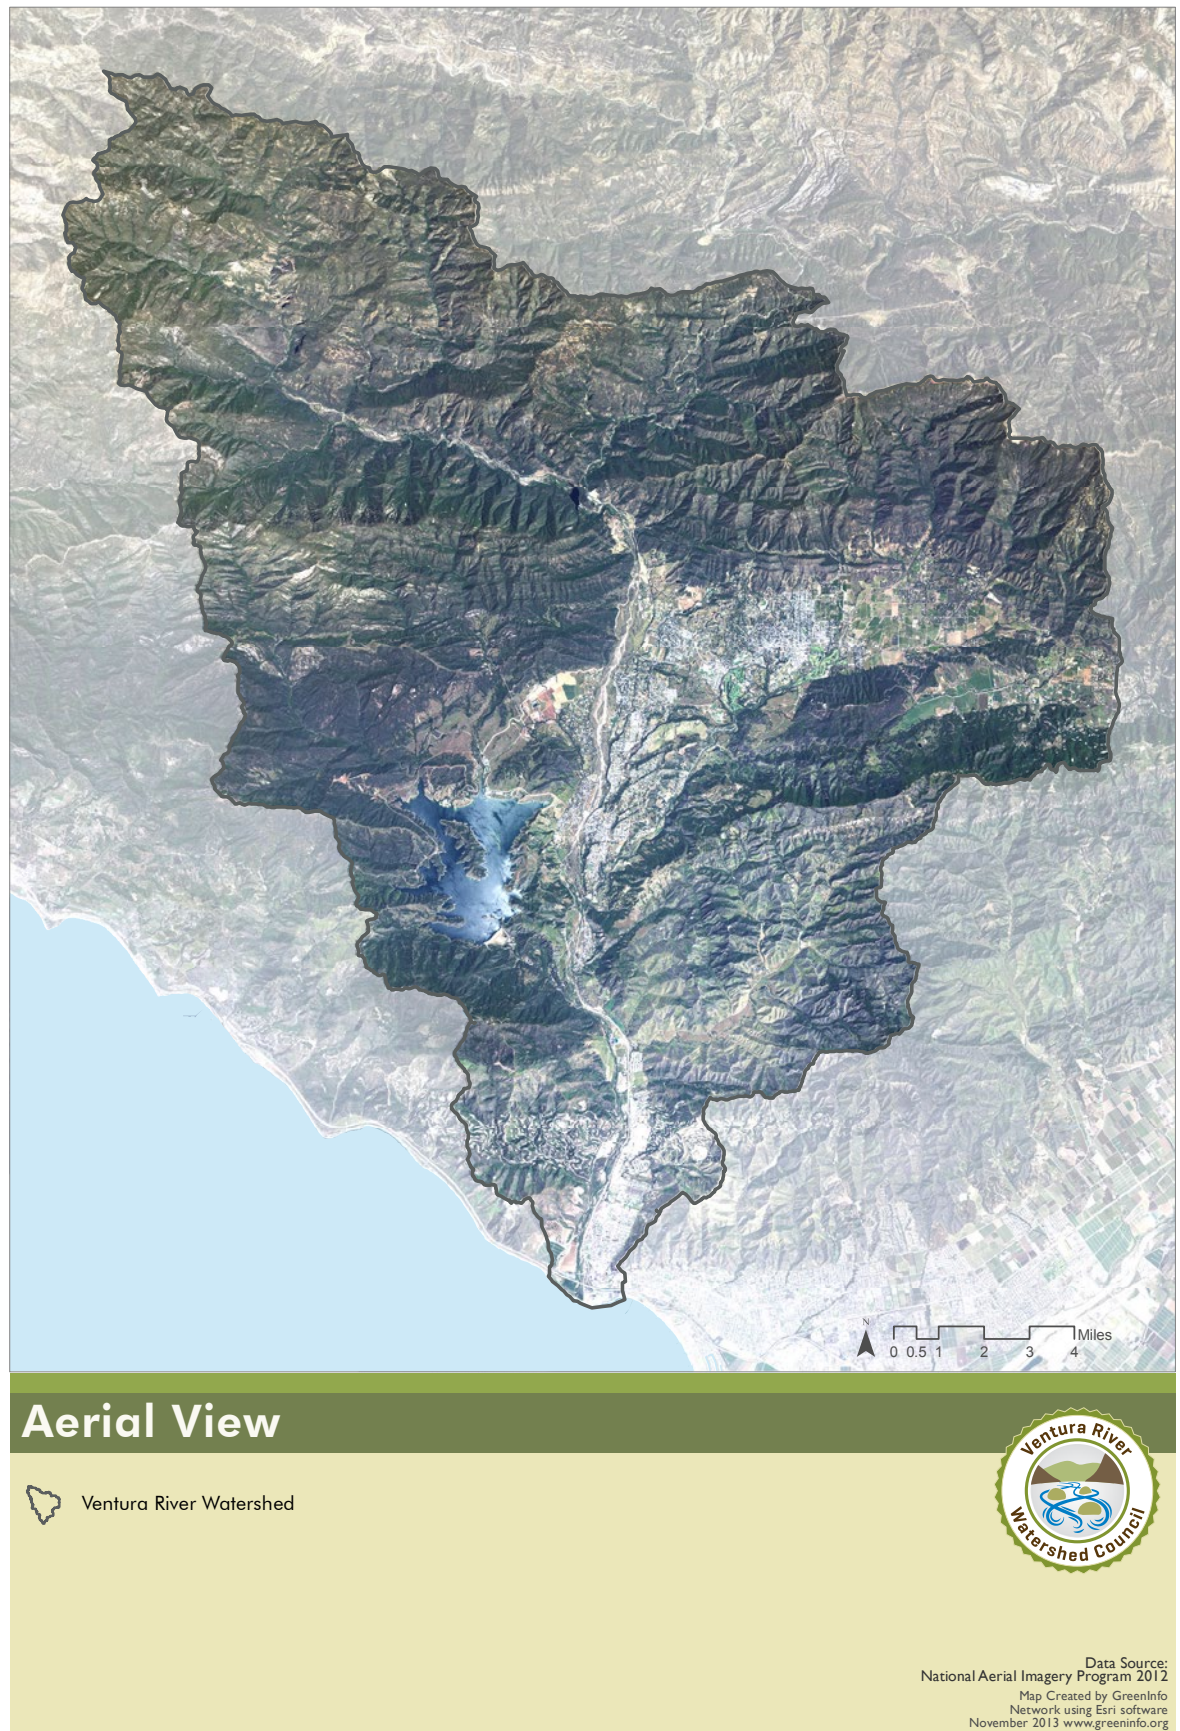 N
Miles
0 0.5 1 2 3 4
Aerial View
Ventura River
Watershed Council
Ventura River Watershed
Data Source:
National Aerial Imagery Program 2012
Map Created by GreenInfo
Network using Esri software
November 2013 www.greeninfo.org